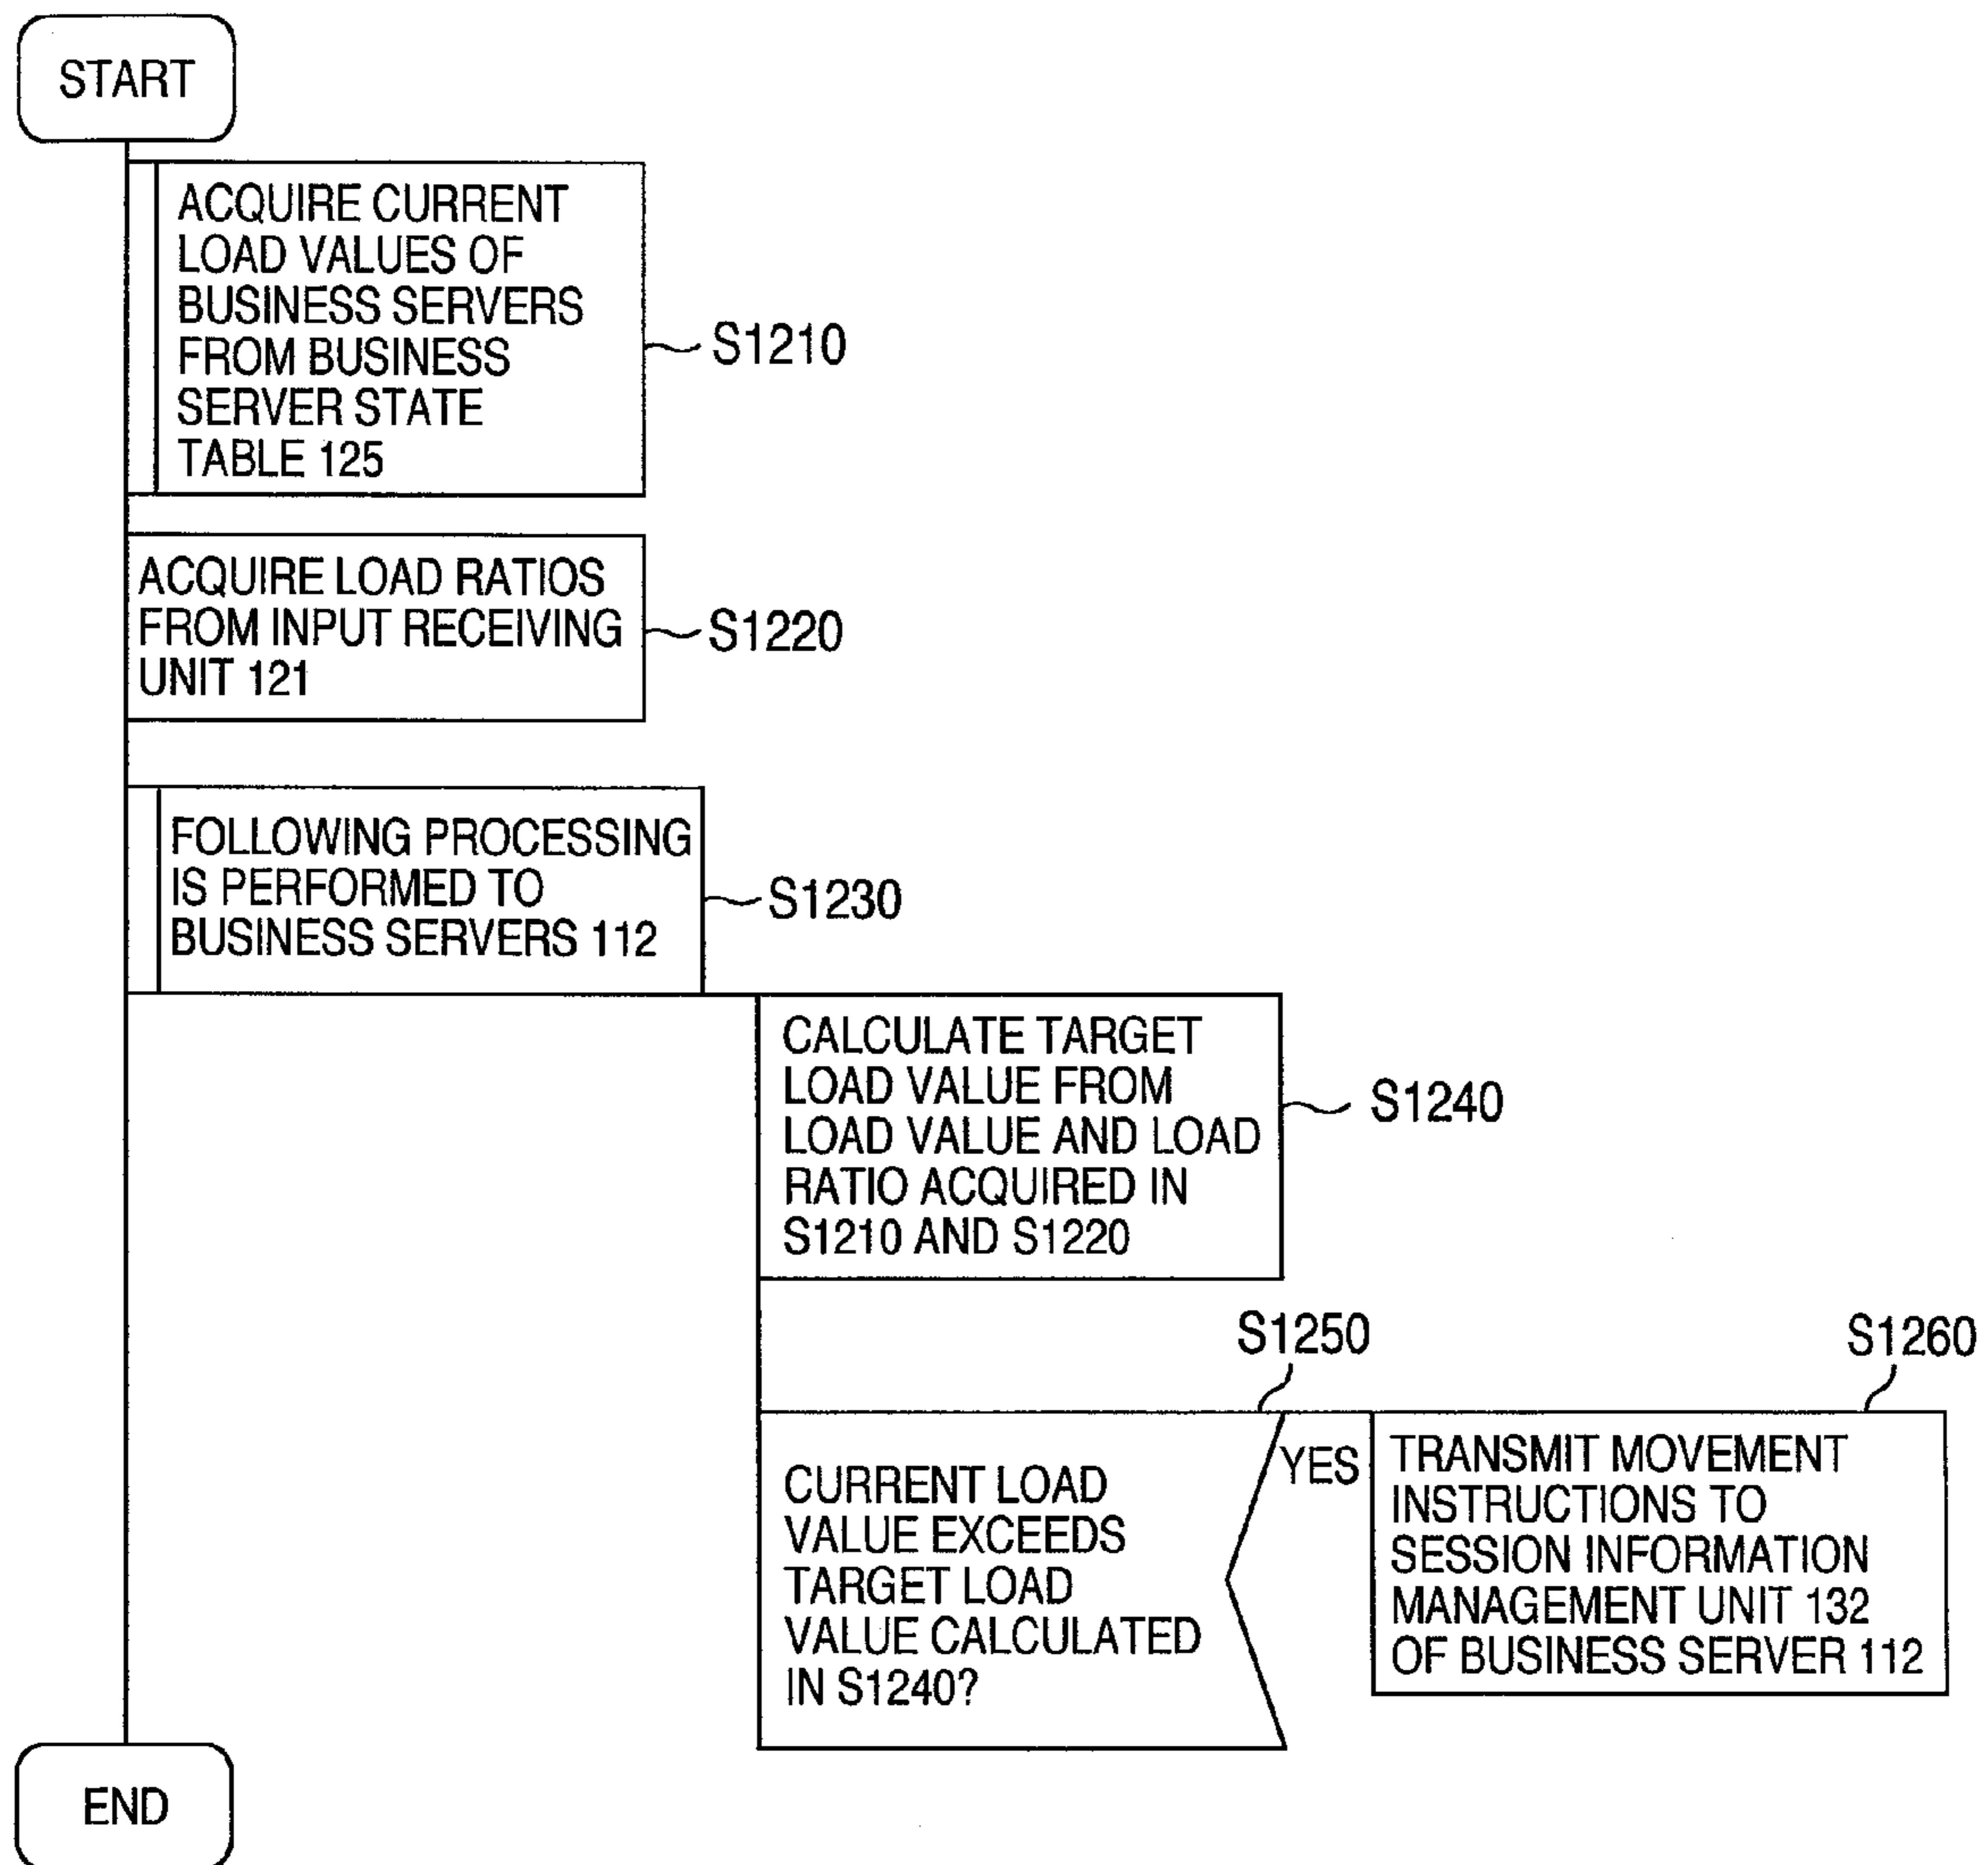 START
ACQUIRE CURRENT
LOAD VALUES OF
BUSINESS SERVERS
FROM BUSINESS
SERVER STATE
TABLE 125
S1210
ACQUIRE LOAD RATIOS
FROM INPUT RECEIVING
UNIT 121
S1220
FOLLOWING PROCESSING
IS PERFORMED TO
BUSINESS SERVERS 112
S1230
CALCULATE TARGET
LOAD VALUE FROM
LOAD VALUE AND LOAD
RATIO ACQUIRED IN
S1210 AND S1220
S1240
S1250
CURRENT LOAD
VALUE EXCEEDS
TARGET LOAD
VALUE CALCULATED
IN S1240?
YES
S1260
TRANSMIT MOVEMENT
INSTRUCTIONS TO
SESSION INFORMATION
MANAGEMENT UNIT 132
OF BUSINESS SERVER 112
END